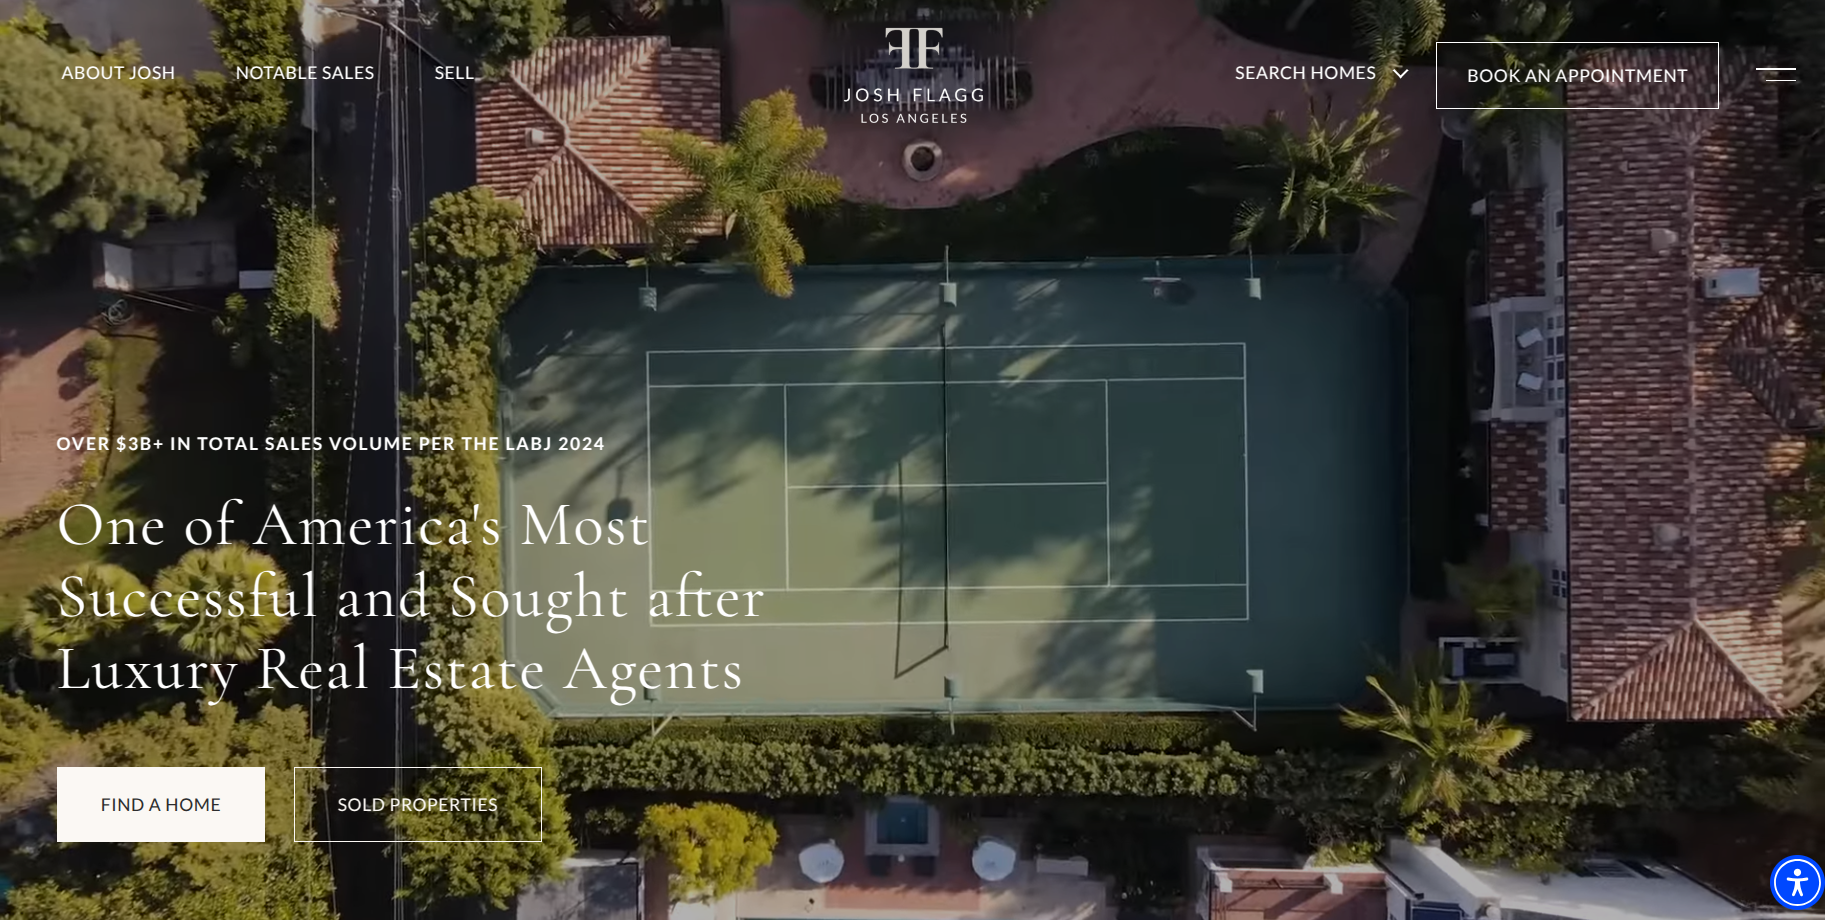 ABOUT JOSH
NOTABLE SALES
SELL
JOSH FLAGG
LOS ANGELES
SEARCH HOMES
BOOK AN APPOINTMENT
OVER $3B+ IN TOTAL SALES VOLUME PER THE LABJ 2024
One of America's Most
Successful and Sought after
Luxury Real Estate Agents
FIND A HOME
SOLD PROPERTIES